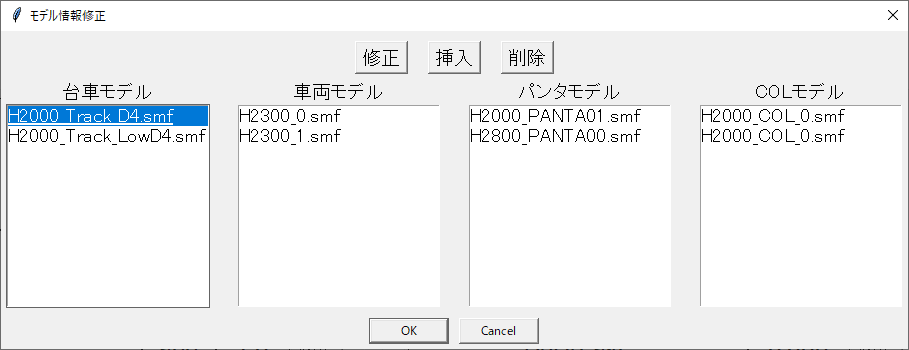 モデル情報修正
修正 挿入 削除
台車モデル 車両モデル パンタモデル COLモデル
H2000_Track_D4.smf H2300_0.smf H2000_PANTA01.smf H2000_COL_0.smf
H2000_Track_LowD4.smf H2300_1.smf H2800_PANTA00.smf H2000_COL_0.smf
OK Cancel